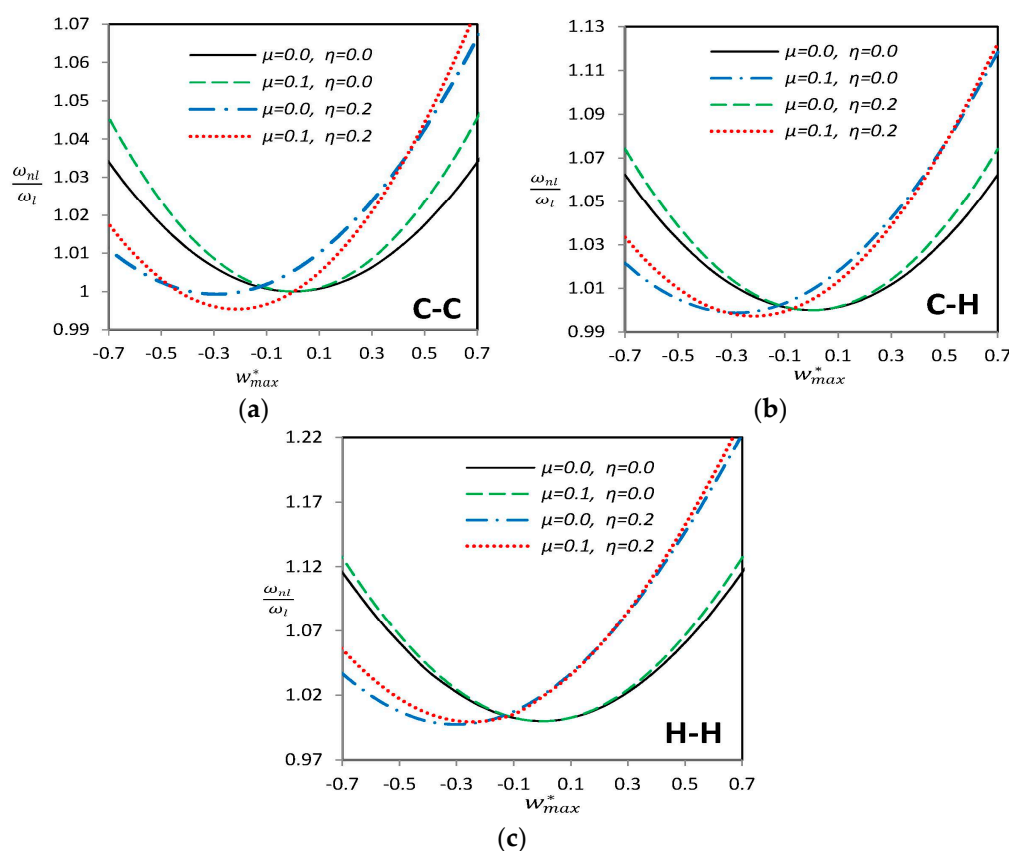 1.07
1.06
1.05
1.04
1.03
1.02
1.01
1
0.99
ω_nl
ω_l
μ=0.0, η=0.0
μ=0.1, η=0.0
μ=0.0, η=0.2
μ=0.1, η=0.2
C-C
-0.7 -0.5 -0.3 -0.1 0.1 0.3 0.5 0.7
w*_max
(a)
1.13
1.11
1.09
1.07
1.05
1.03
1.01
0.99
ω_nl
ω_l
μ=0.0, η=0.0
μ=0.1, η=0.0
μ=0.0, η=0.2
μ=0.1, η=0.2
C-H
-0.7 -0.5 -0.3 -0.1 0.1 0.3 0.5 0.7
w*_max
(b)
1.22
1.17
1.12
1.07
1.02
0.97
ω_nl
ω_l
μ=0.0, η=0.0
μ=0.1, η=0.0
μ=0.0, η=0.2
μ=0.1, η=0.2
H-H
-0.7 -0.5 -0.3 -0.1 0.1 0.3 0.5 0.7
w*_max
(c)